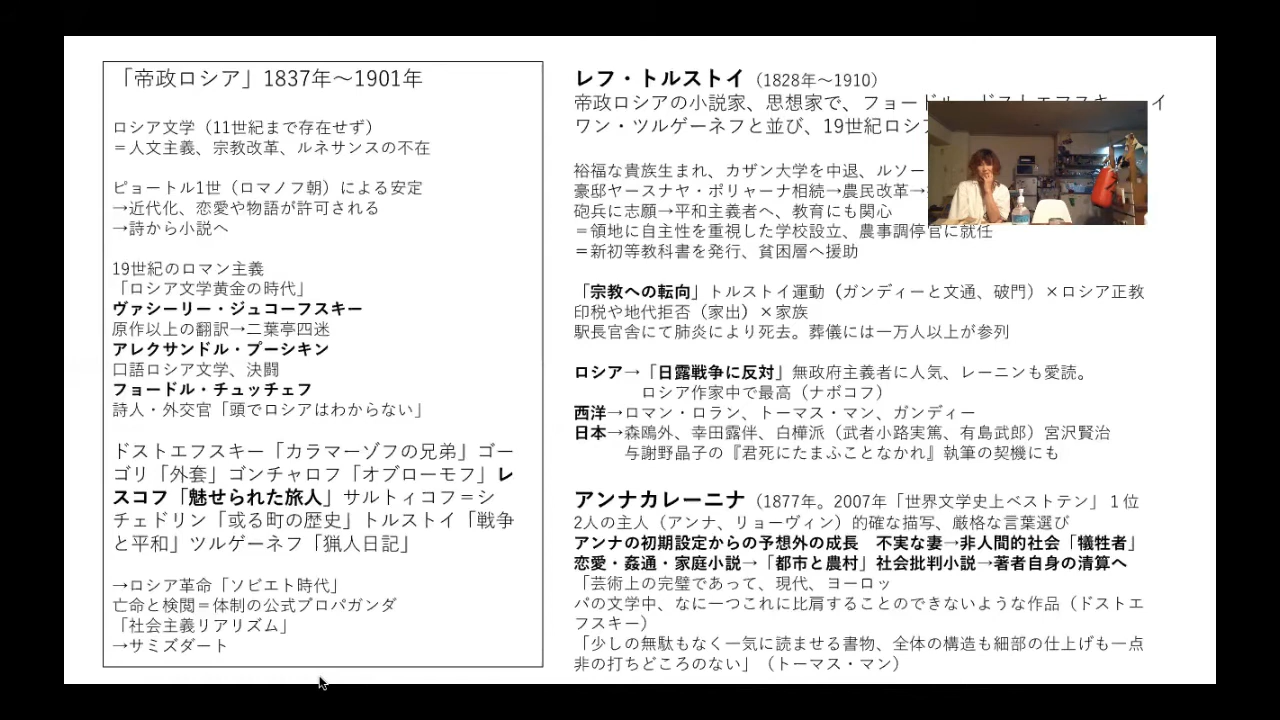 「帝政ロシア」1837年～1901年
ロシア文学（11世紀まで存在せず）
＝人文主義、宗教改革、ルネサンスの不在
ピョートル1世（ロマノフ朝）による安定
→近代化、恋愛や物語が許可される
→詩から小説へ
19世紀のロマン主義
「ロシア文学黄金の時代」
ヴァシーリー・ジュコーフスキー
原作以上の翻訳→二葉亭四迷
アレクサンドル・プーシキン
口語ロシア文学、決闘
フョードル・チュッチェフ
詩人・外交官「頭でロシアはわからない」
ドストエフスキー「カラマーゾフの兄弟」ゴー
ゴリ「外套」ゴンチャロフ「オブローモフ」レ
スコフ「魅せられた旅人」サルトィコフ＝シ
チェドリン「或る町の歴史」トルストイ「戦争
と平和」ツルゲーネフ「猟人日記」
→ロシア革命「ソビエト時代」
亡命と検閲＝体制の公式プロパガンダ
「社会主義リアリズム」
→サミズダート
レフ・トルストイ（1828年～1910）
帝政ロシアの小説家、思想家で、フョードル・ドストエフスキー、イ
ワン・ツルゲーネフと並び、19世紀ロシ
裕福な貴族生まれ、カザン大学を中退、ルソー
豪邸ヤースナヤ・ポリャーナ相続→農民改革→
砲兵に志願→平和主義者へ、教育にも関心
＝領地に自主性を重視した学校設立、農事調停官に就任
＝新初等教科書を発行、貧困層へ援助
「宗教への転向」トルストイ運動（ガンディーと文通、破門）×ロシア正教
印税や地代拒否（家出）×家族
駅長官舎にて肺炎により死去。葬儀には一万人以上が参列
ロシア→「日露戦争に反対」無政府主義者に人気、レーニンも愛読。
ロシア作家中で最高（ナボコフ）
西洋→ロマン・ロラン、トーマス・マン、ガンディー
日本→森鴎外、幸田露伴、白樺派（武者小路実篤、有島武郎）宮沢賢治
与謝野晶子の『君死にたまふことなかれ』執筆の契機にも
アンナカレーニナ（1877年。2007年「世界文学史上ベストテン」１位
2人の主人（アンナ、リョーヴィン）的確な描写、厳格な言葉選び
アンナの初期設定からの予想外の成長　不実な妻→非人間的社会「犠牲者」
恋愛・姦通・家庭小説→「都市と農村」社会批判小説→著者自身の清算へ
「芸術上の完璧であって、現代、ヨーロッ
パの文学中、なに一つこれに比肩することのできないような作品（ドストエ
フスキー）
「少しの無駄もなく一気に読ませる書物、全体の構造も細部の仕上げも一点
非の打ちどころのない」（トーマス・マン）